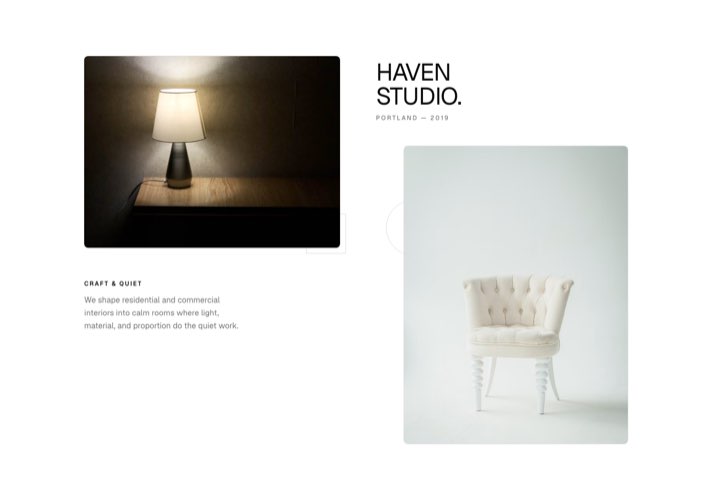 HAVEN
STUDIO.
PORTLAND — 2019
CRAFT & QUIET
We shape residential and commercial
interiors into calm rooms where light,
material, and proportion do the quiet work.